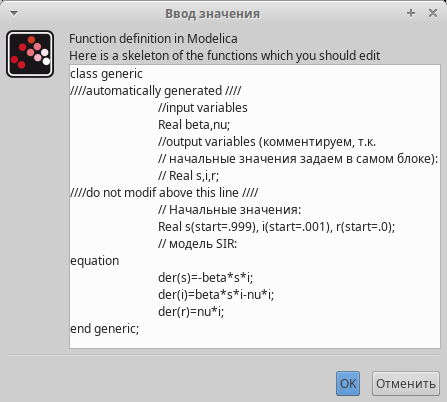 Ввод значения
Function definition in Modelica
Here is a skeleton of the functions which you should edit
class generic
////automatically generated ////
//input variables
Real beta,nu;
//output variables (комментируем, т.к.
// начальные значения задаем в самом блоке):
// Real s,i,r;
////do not modif above this line ////
// Начальные значения:
Real s(start=.999), i(start=.001), r(start=.0);
// модель SIR:
equation
der(s)=-beta*s*i;
der(i)=beta*s*i-nu*i;
der(r)=nu*i;
end generic;
OK Отменить